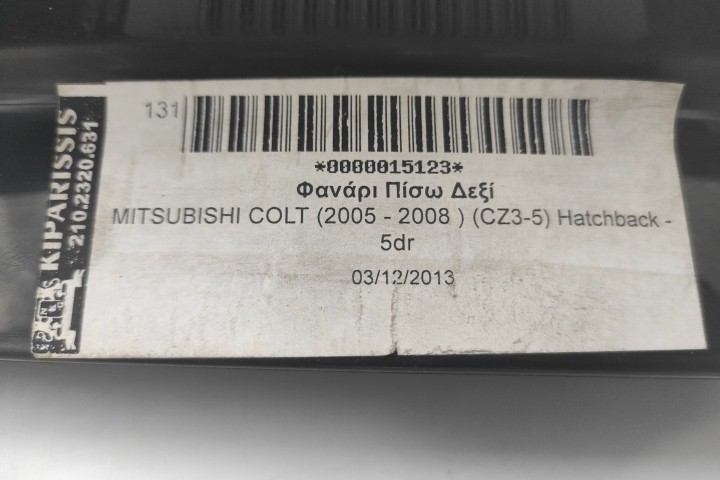 131
*0000015123*
Φανάρι Πίσω Δεξί
MITSUBISHI COLT (2005 - 2008 ) (CZ3-5) Hatchback -
5dr
03/12/2013
KIPARISSIS
210.2320.631